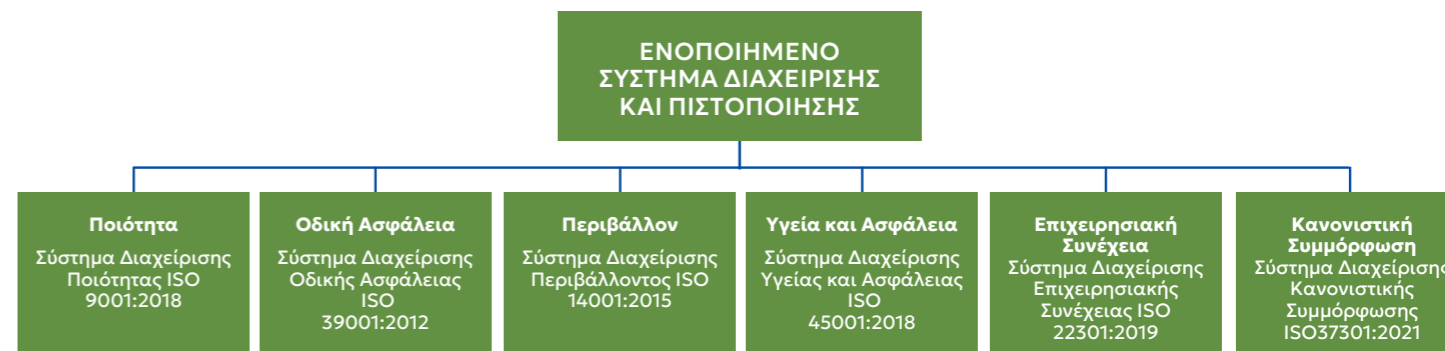 ΕΝΟΠΟΙΗΜΕΝΟ
ΣΥΣΤΗΜΑ ΔΙΑΧΕΙΡΙΣΗΣ
ΚΑΙ ΠΙΣΤΟΠΟΙΗΣΗΣ
Ποιότητα
Σύστημα Διαχείρισης
Ποιότητας ISO
9001:2018
Οδική Ασφάλεια
Σύστημα Διαχείρισης
Οδικής Ασφάλειας
ISO
39001:2012
Περιβάλλον
Σύστημα Διαχείρισης
Περιβάλλοντος ISO
14001:2015
Υγεία και Ασφάλεια
Σύστημα Διαχείρισης
Υγείας και Ασφάλειας
ISO
45001:2018
Επιχειρησιακή
Συνέχεια
Σύστημα Διαχείρισης
Επιχειρησιακής
Συνέχειας ISO
22301:2019
Κανονιστική
Συμμόρφωση
Σύστημα Διαχείρισης
Κανονιστικής
Συμμόρφωσης
ISO37301:2021